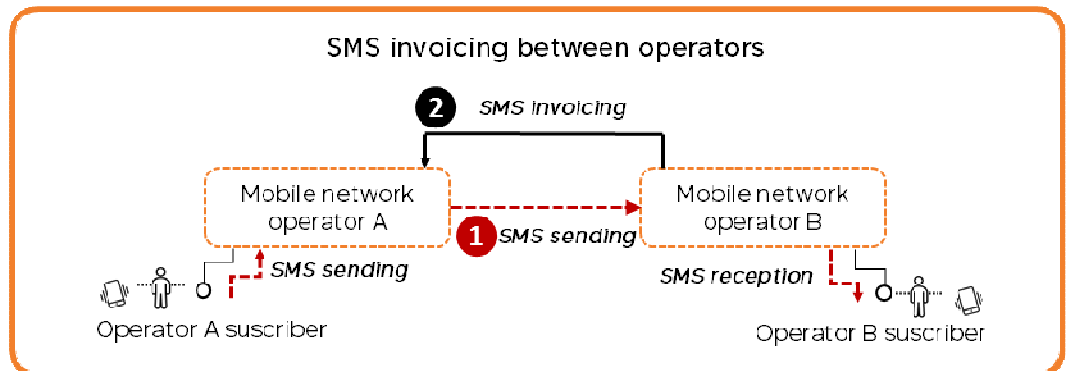 SMS invoicing between operators
2 SMS invoicing
Mobile network
operator A
Mobile network
operator B
1 SMS sending
SMS sending
SMS reception
Operator A suscriber
Operator B suscriber